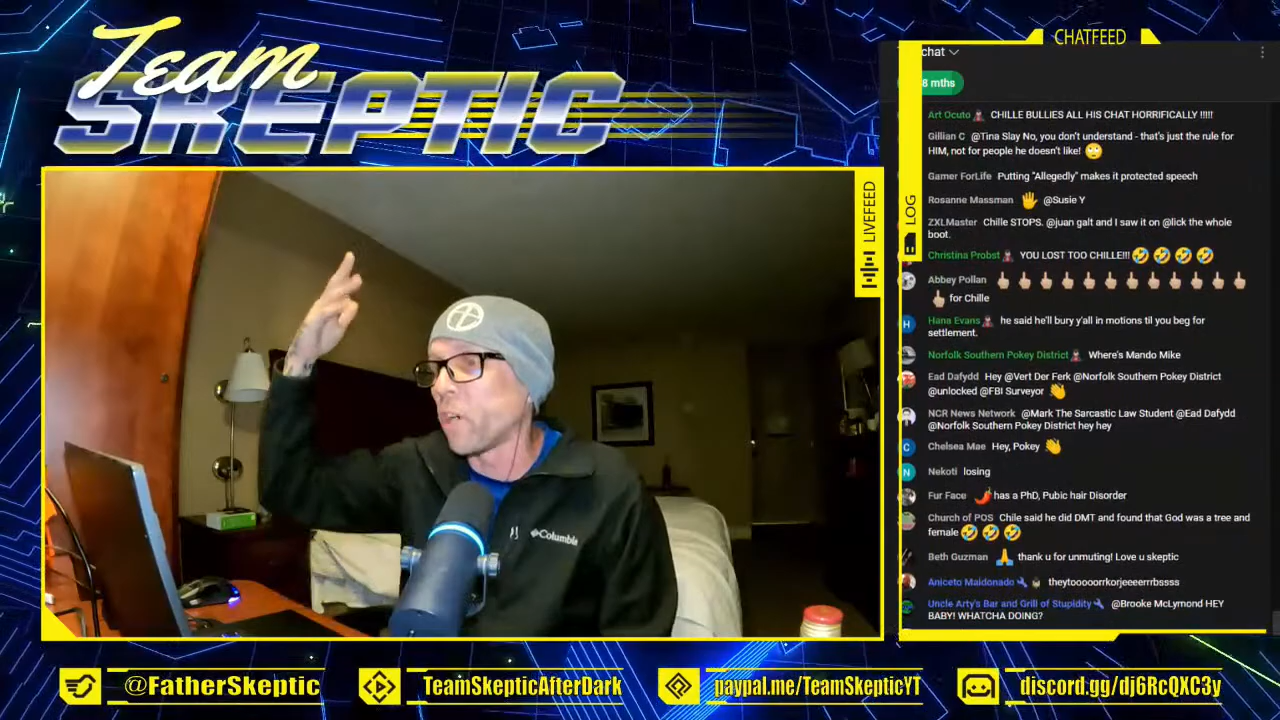 Team
SKEPTIC
CHATFEED
chat
8 mths
LIVEFEED
LOG
Art Ocuto CHILLE BULLIES ALL HIS CHAT HORRIFICALLY !!!!!
Gillian C @Tina Slay No, you don't understand - that's just the rule for
HIM, not for people he doesn't like! 🙄
Gamer ForLife Putting "Allegedly" makes it protected speech
Rosanne Massman 🖐 @Susie Y
ZXLMaster Chille STOPS. @juan galt and I saw it on @lick the whole
boot.
Christina Probst YOU LOST TOO CHILLE!!! 🤣 🤣 🤣 🤣
Abbey Pollan 🖕🏼 🖕🏼 🖕🏼 🖕🏼 🖕🏼 🖕🏼 🖕🏼 🖕🏼 🖕🏼 🖕🏼 🖕🏼 🖕🏼
🖕🏼 for Chille
Hana Evans he said he'll bury y'all in motions til you beg for
settlement.
Norfolk Southern Pokey District Where's Mando Mike
Ead Dafydd Hey @Vert Der Ferk @Norfolk Southern Pokey District
@unlocked @FBI Surveyor 👏
NCR News Network @Mark The Sarcastic Law Student @Ead Dafydd
@Norfolk Southern Pokey District hey hey
Chelsea Mae Hey, Pokey 👏
Nekoti losing
Fur Face 🌶 has a PhD, Pubic hair Disorder
Church of POS Chile said he did DMT and found that God was a tree and
female 🤣 🤣 🤣
Beth Guzman 🙏 thank u for unmuting! Love u skeptic
Aniceto Maldonado theytooooorrkorjeeeerrrbssss
Uncle Arty's Bar and Grill of Stupidity @Brooke McLymond HEY
BABY! WHATCHA DOING?
Columbia
@FatherSkeptic
TeamSkepticAfterDark
paypal.me/TeamSkepticYT
discord.gg/dj6RcQXC3y